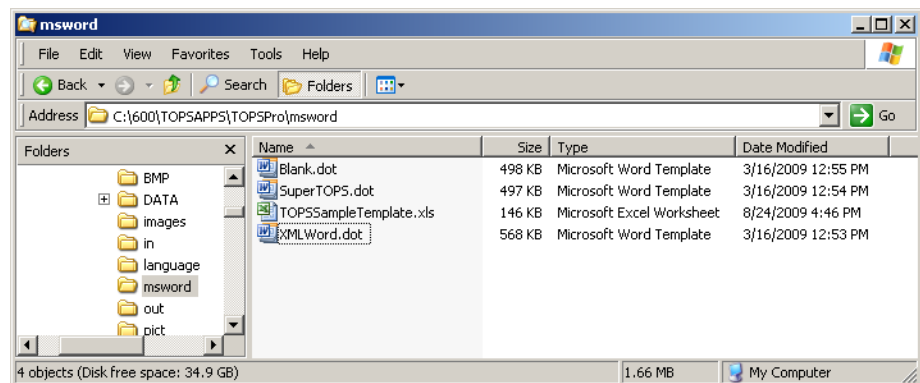 msword
File Edit View Favorites Tools Help
Back Search Folders
Address C:\600\TOPSAPPS\TOPSPro\msword Go
Folders x Name Size Type Date Modified
BMP
DATA
images
in
language
msword
out
pict
Blank.dot 498 KB Microsoft Word Template 3/16/2009 12:55 PM
SuperTOPS.dot 497 KB Microsoft Word Template 3/16/2009 12:54 PM
TOPSSampleTemplate.xls 146 KB Microsoft Excel Worksheet 8/24/2009 4:46 PM
XMLWord.dot 568 KB Microsoft Word Template 3/16/2009 12:53 PM
4 objects (Disk free space: 34.9 GB) 1.66 MB My Computer